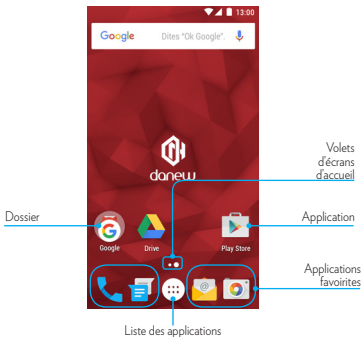 13:00
Google Dites "Ok Google".
danew
Volets
d'écrans
d'accueil
Dossier
Application
Google Drive Play Store
Applications
favoirites
Liste des applications